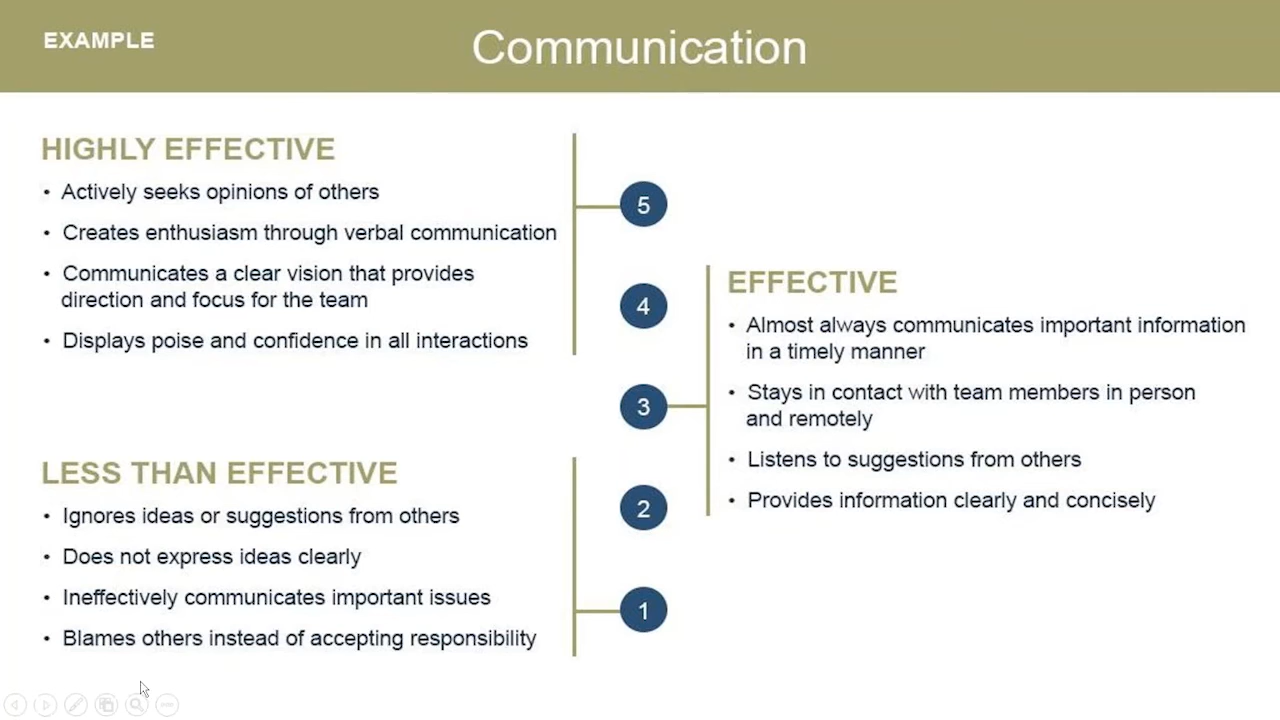 EXAMPLE
Communication
HIGHLY EFFECTIVE
• Actively seeks opinions of others
• Creates enthusiasm through verbal communication
• Communicates a clear vision that provides
direction and focus for the team
• Displays poise and confidence in all interactions
5
4
EFFECTIVE
• Almost always communicates important information
in a timely manner
• Stays in contact with team members in person
and remotely
• Listens to suggestions from others
• Provides information clearly and concisely
3
LESS THAN EFFECTIVE
• Ignores ideas or suggestions from others
• Does not express ideas clearly
• Ineffectively communicates important issues
• Blames others instead of accepting responsibility
2
1